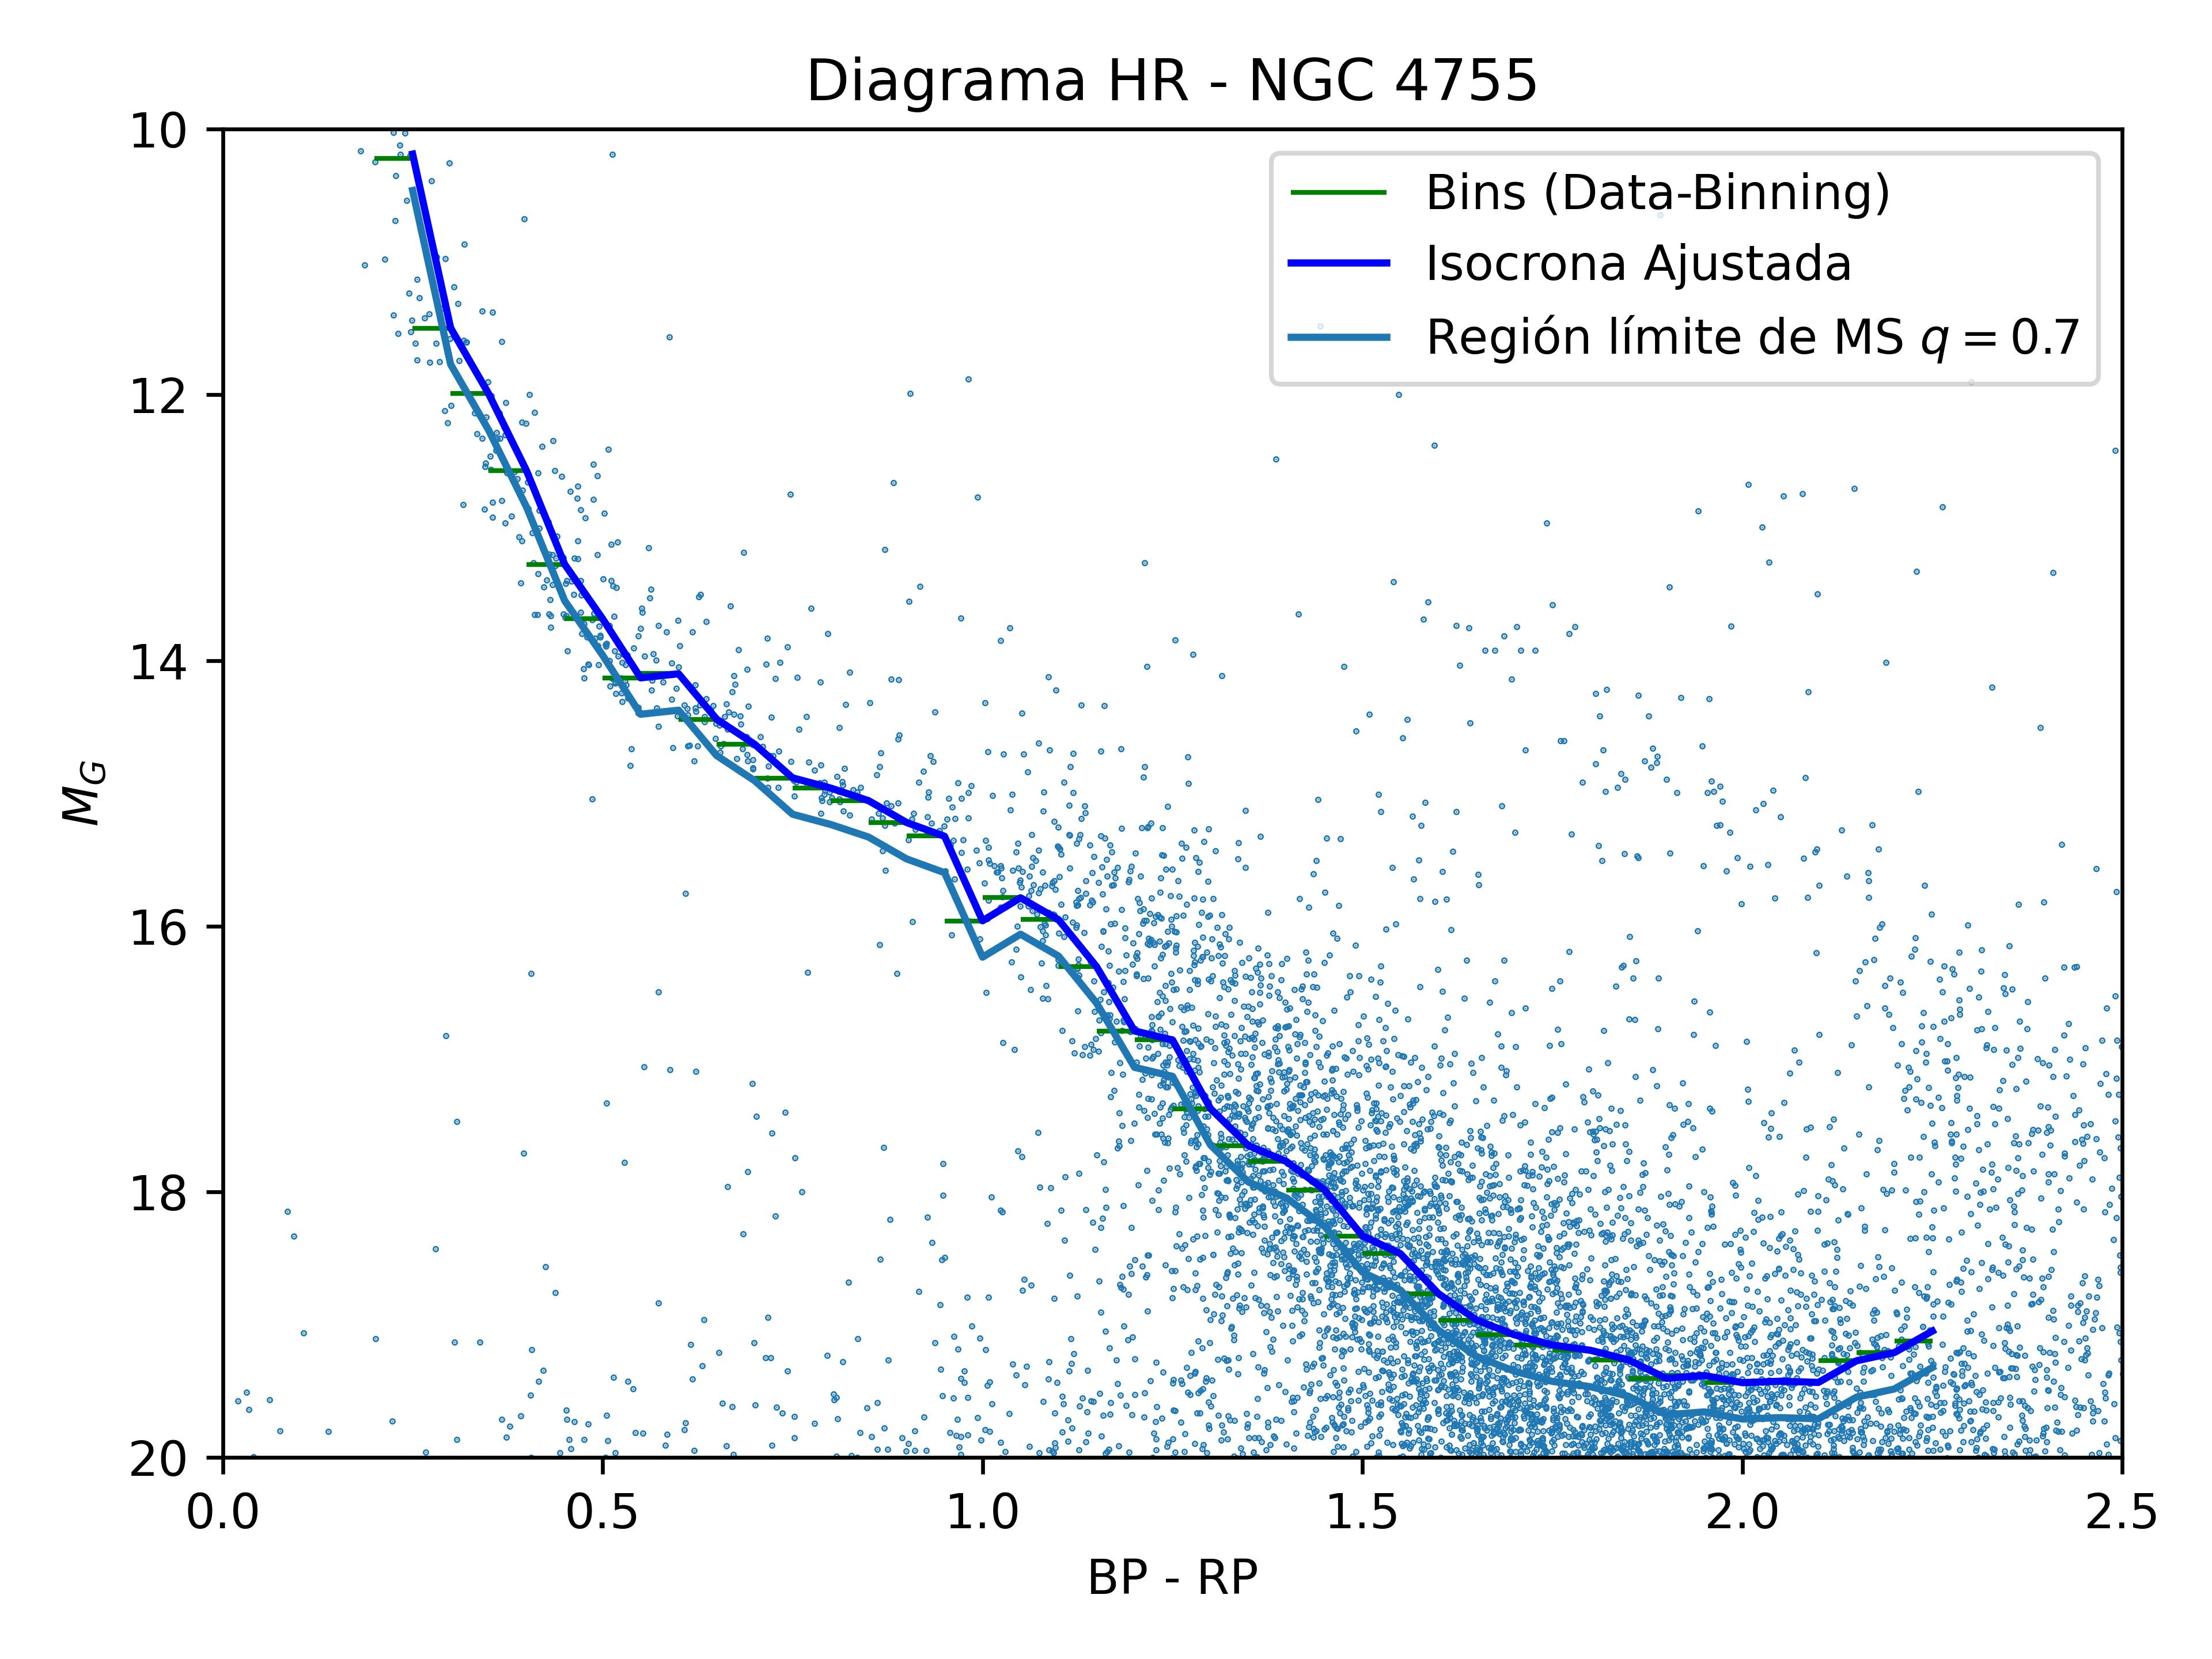 Diagrama HR - NGC 4755
Bins (Data-Binning)
Isocrona Ajustada
Región límite de MS q = 0.7
M_G
10
12
14
16
18
20
0.0 0.5 1.0 1.5 2.0 2.5
BP - RP